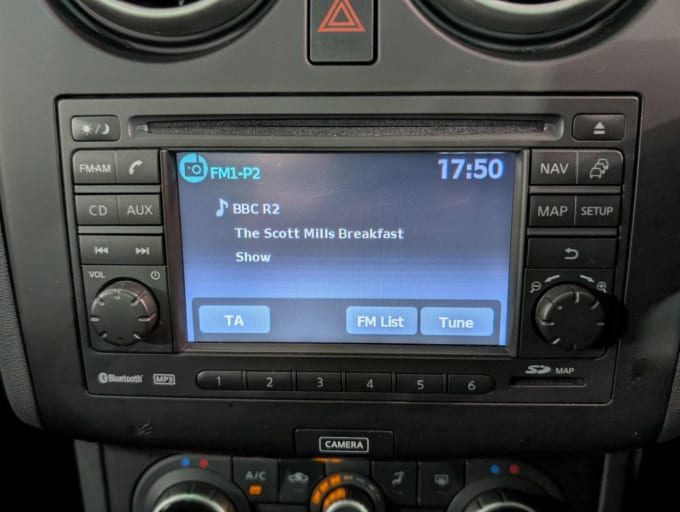 FM1-P2 17:50
FM·AM NAV
BBC R2
CD AUX MAP SETUP
The Scott Mills Breakfast
Show
VOL
TA FM List Tune
Bluetooth MP3 1 2 3 4 5 6 SD MAP
CAMERA
A/C